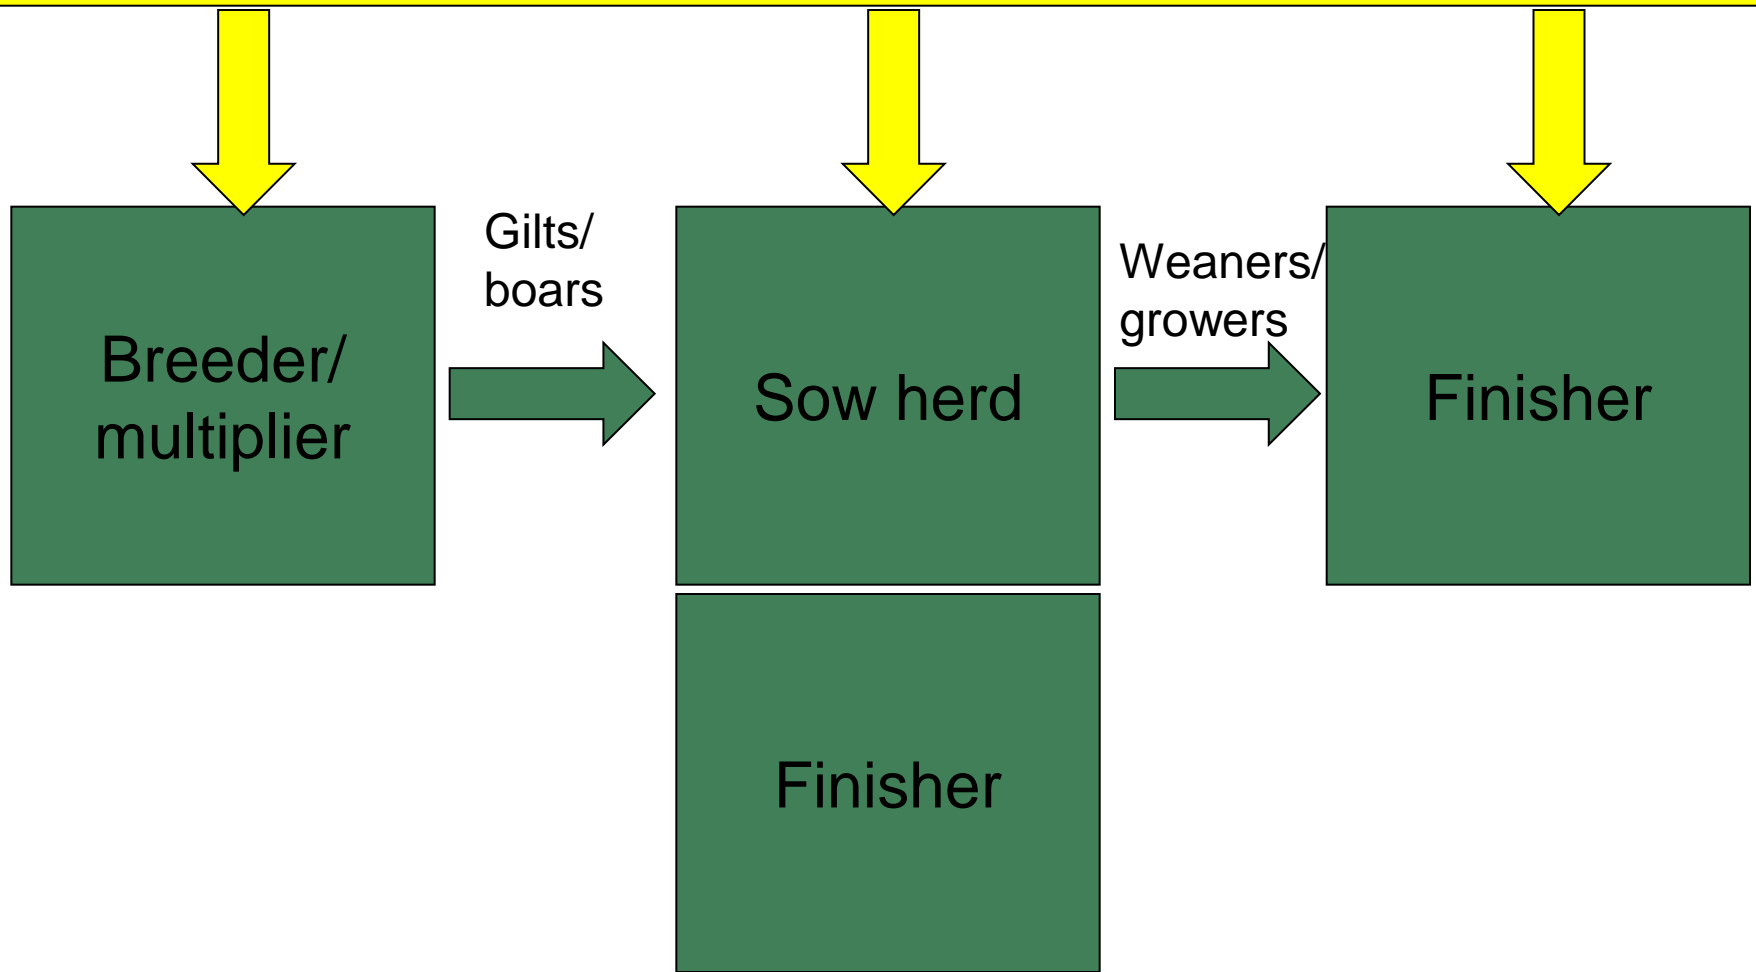 Breeder/
multiplier
Gilts/
boars
Sow herd
Weaners/
growers
Finisher
Finisher